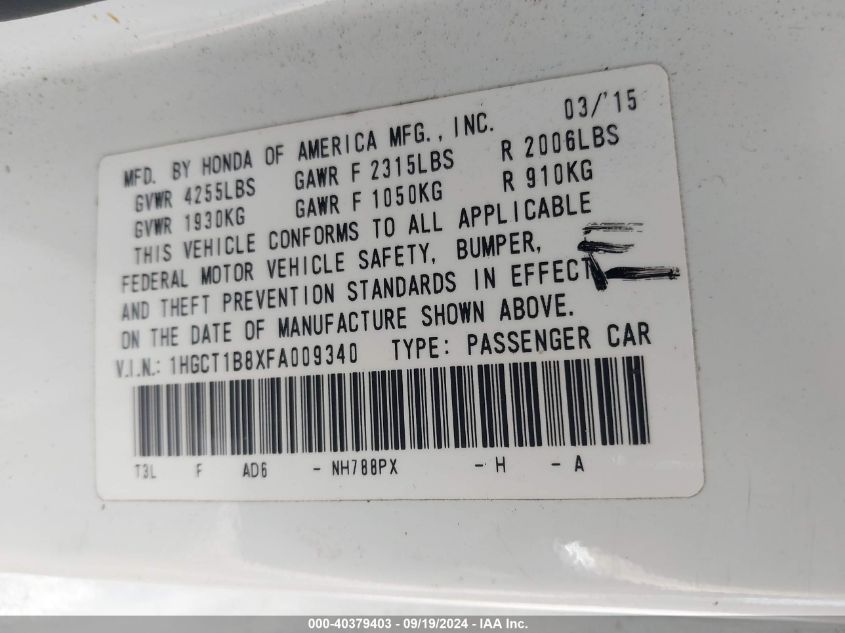 03/'15
MFD. BY HONDA OF AMERICA MFG., INC.
GVWR 4255LBS GAWR F 2315LBS R 2006LBS
GVWR 1930KG GAWR F 1050KG R 910KG
THIS VEHICLE CONFORMS TO ALL APPLICABLE
FEDERAL MOTOR VEHICLE SAFETY, BUMPER,
AND THEFT PREVENTION STANDARDS IN EFFECT
ON THE DATE OF MANUFACTURE SHOWN ABOVE.
V.I.N.: 1HGCT1B8XFA009340 TYPE: PASSENGER CAR
T3L F AD6 - NH788PX - H - A
000-40379403 - 09/19/2024 - IAA Inc.